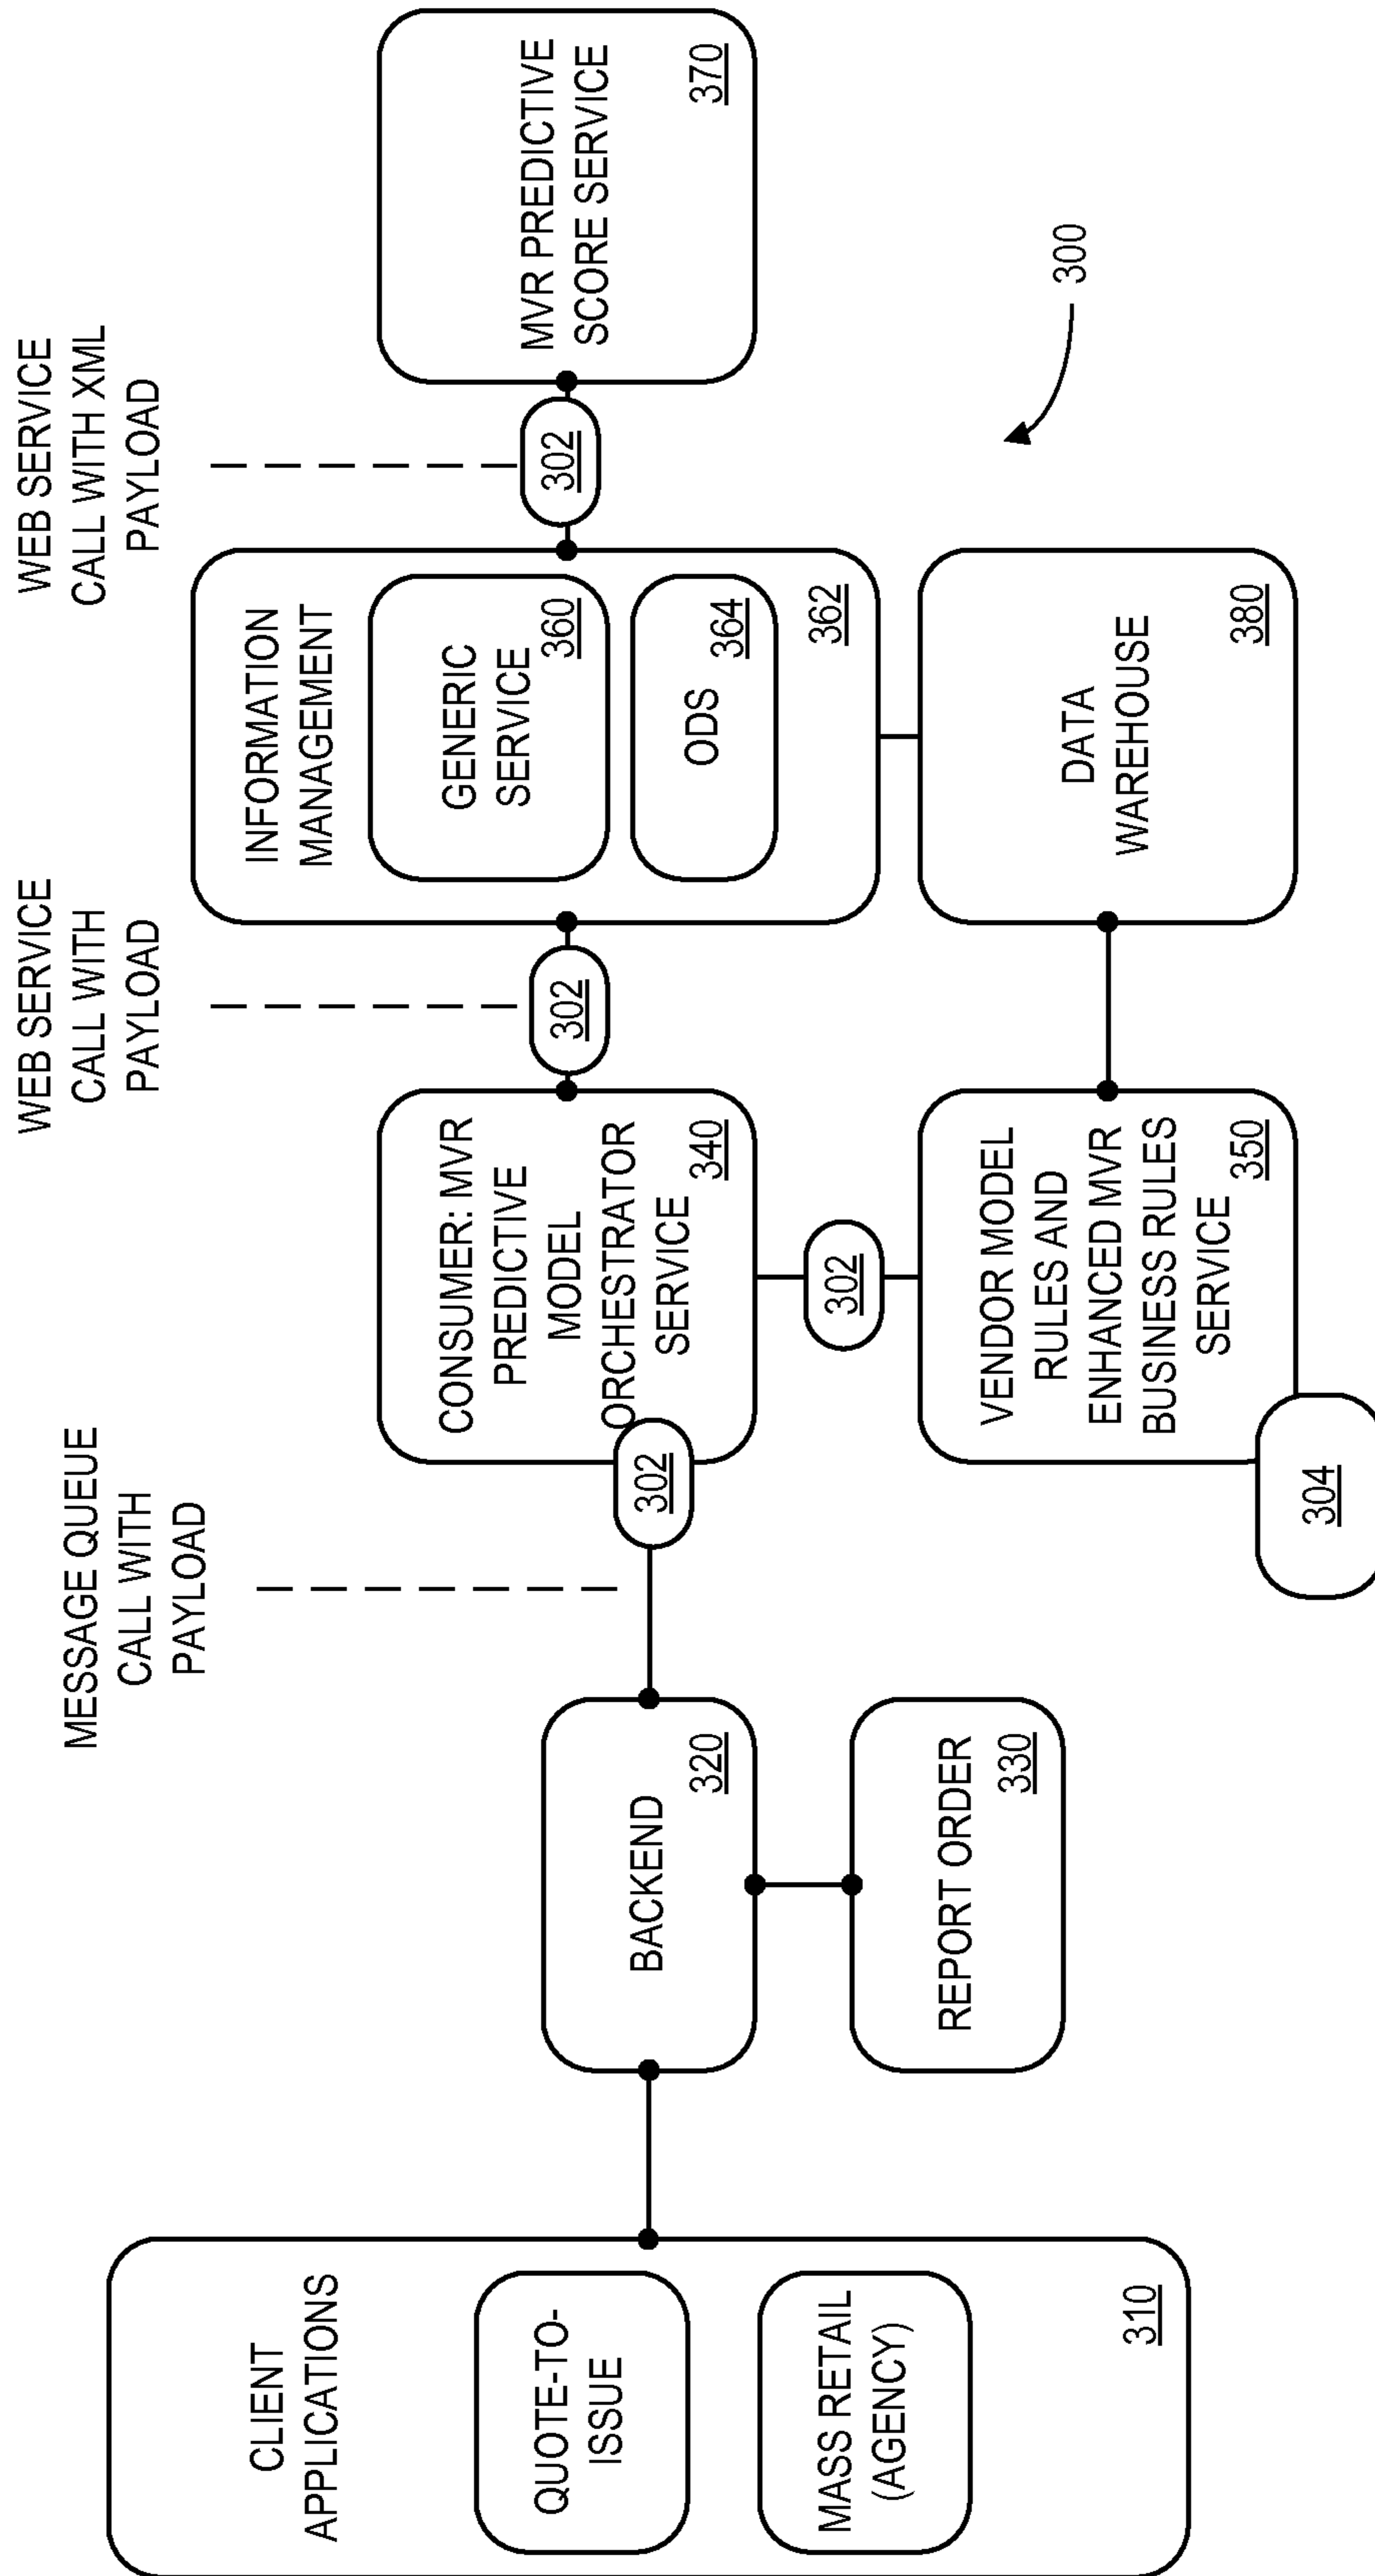 CLIENT
APPLICATIONS
QUOTE-TO-
ISSUE
MASS RETAIL
(AGENCY)
310
BACKEND
320
REPORT ORDER
330
MESSAGE QUEUE
CALL WITH
PAYLOAD
302
CONSUMER: MVR
PREDICTIVE
MODEL
ORCHESTRATOR
SERVICE
340
302
VENDOR MODEL
RULES AND
ENHANCED MVR
BUSINESS RULES
SERVICE
350
304
WEB SERVICE
CALL WITH
PAYLOAD
302
INFORMATION
MANAGEMENT
GENERIC
SERVICE
360
ODS
364
362
DATA
WAREHOUSE
380
WEB SERVICE
CALL WITH XML
PAYLOAD
302
MVR PREDICTIVE
SCORE SERVICE
370
300